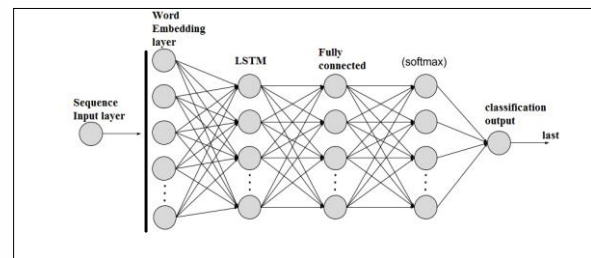 Word
Embedding
layer
LSTM
Fully
connected
(softmax)
Sequence
Input layer
classification
output
last